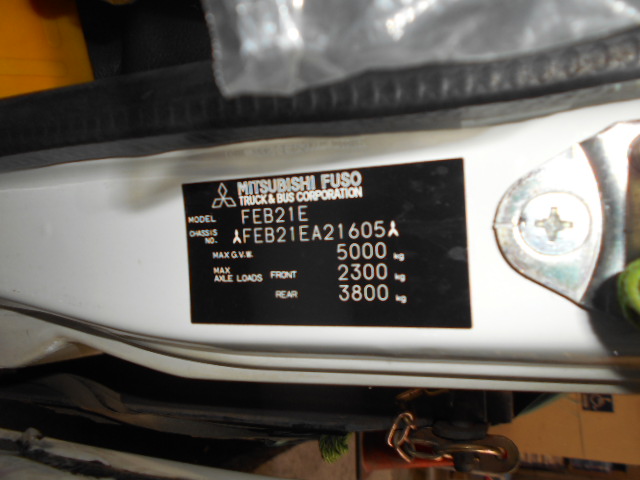 MITSUBISHI FUSO
TRUCK & BUS CORPORATION
MODEL FEB21E
CHASSIS NO. ⅄FEB21EA21605⅄
MAX G.V.W. 5000 kg
MAX AXLE LOADS FRONT 2300 kg
REAR 3800 kg